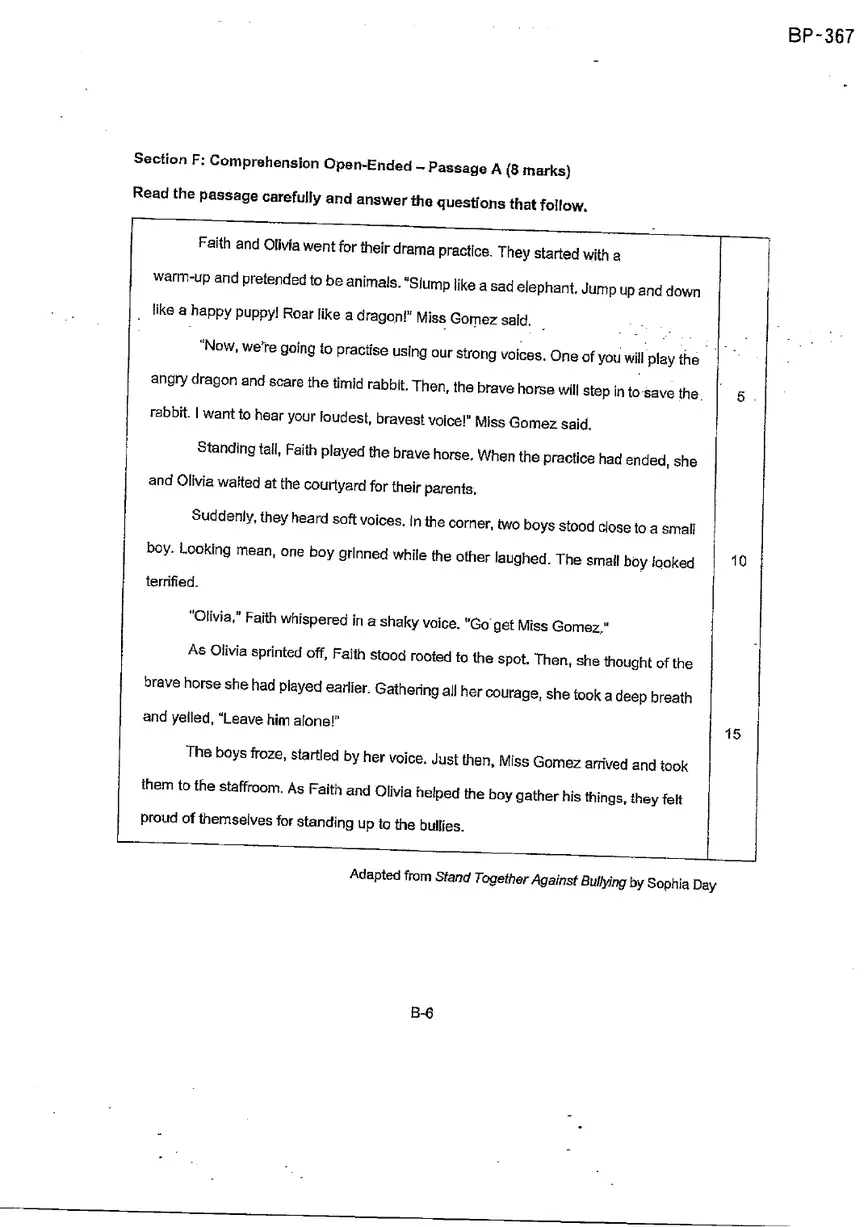 BP-367
Section F: Comprehension Open-Ended – Passage A (8 marks)
Read the passage carefully and answer the questions that follow.
Faith and Olivia went for their drama practice. They started with a
warm-up and pretended to be animals. "Slump like a sad elephant. Jump up and down
like a happy puppy! Roar like a dragon!" Miss Gomez said.
"Now, we're going to practise using our strong voices. One of you will play the
angry dragon and scare the timid rabbit. Then, the brave horse will step in to save the
5
rabbit. I want to hear your loudest, bravest voice!" Miss Gomez said.
Standing tall, Faith played the brave horse. When the practice had ended, she
and Olivia waited at the courtyard for their parents.
Suddenly, they heard soft voices. In the corner, two boys stood close to a small
boy. Looking mean, one boy grinned while the other laughed. The small boy looked
10
terrified.
"Olivia," Faith whispered in a shaky voice. "Go get Miss Gomez."
As Olivia sprinted off, Faith stood rooted to the spot. Then, she thought of the
brave horse she had played earlier. Gathering all her courage, she took a deep breath
and yelled, "Leave him alone!"
15
The boys froze, startled by her voice. Just then, Miss Gomez arrived and took
them to the staffroom. As Faith and Olivia helped the boy gather his things, they felt
proud of themselves for standing up to the bullies.
Adapted from Stand Together Against Bullying by Sophia Day
B-6